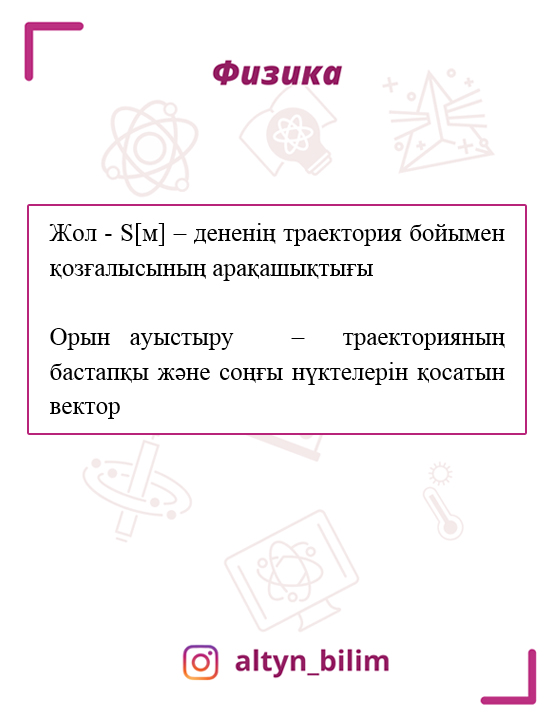 Физика
Жол - S[м] – дененің траектория бойымен
қозғалысының арақашықтығы
Орын ауыстыру – траекторияның
бастапқы және соңғы нүктелерін қосатын
вектор
altyn_bilim